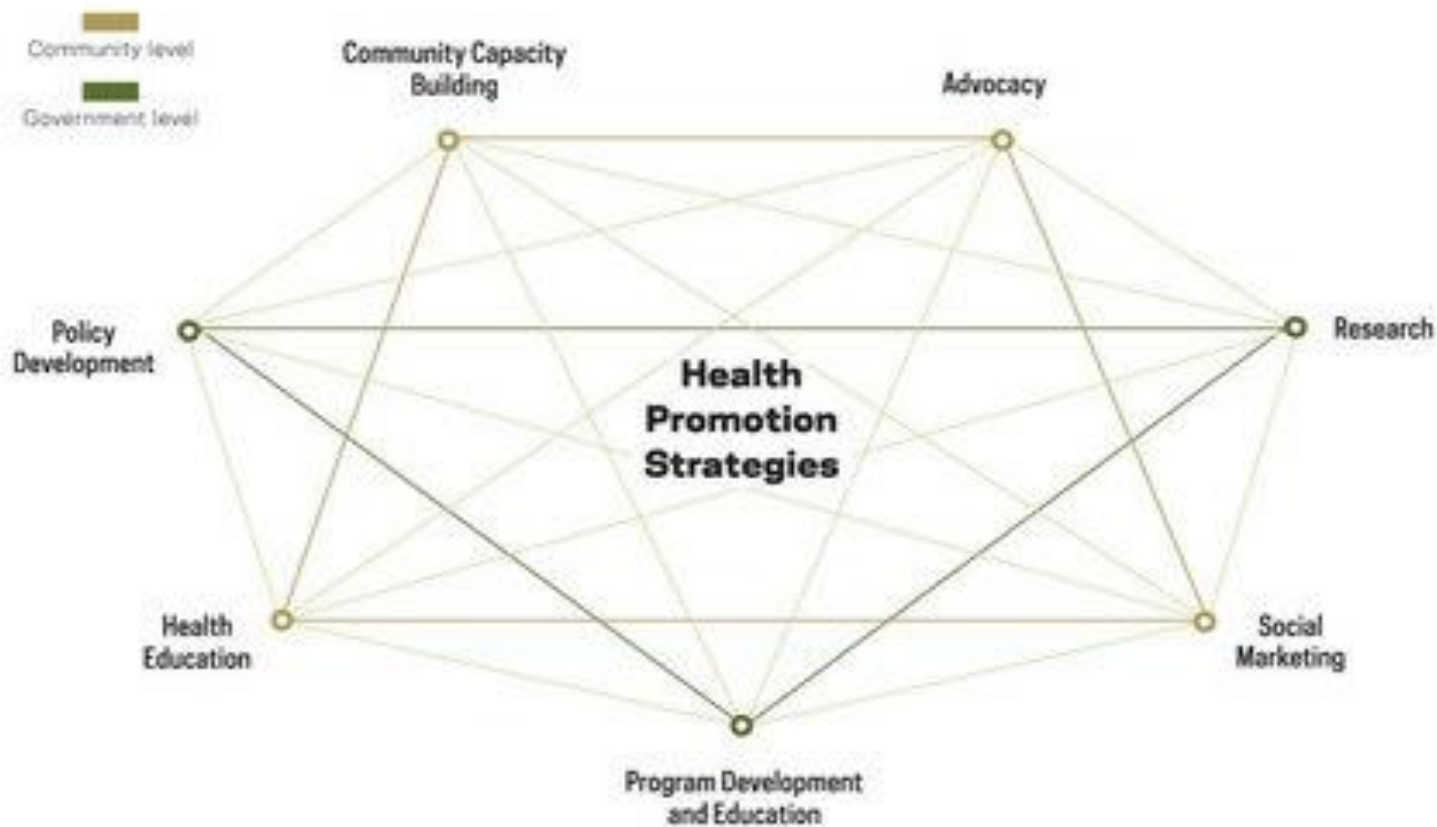 Community level
Government level
Community Capacity
Building
Advocacy
Policy
Development
Research
Health
Promotion
Strategies
Health
Education
Social
Marketing
Program Development
and Education